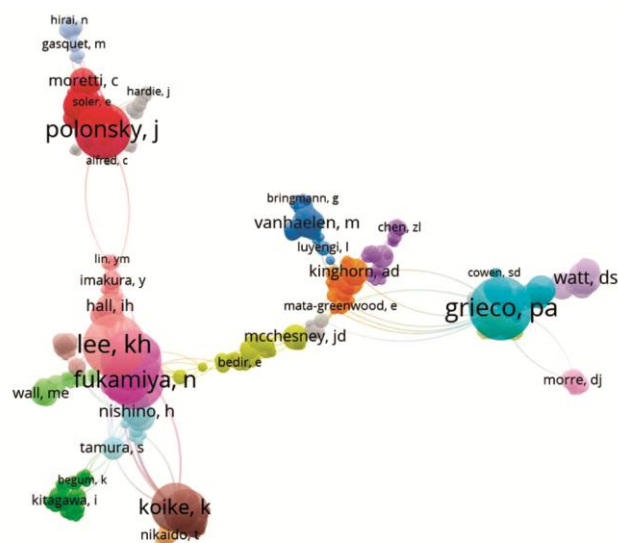 hirai, n
gasquet, m
moretti, c
hardie, j
soler, e
polonsky, j
alfred, c
bringmann, g
vanhaelen, m
chen, zl
luyengi, l
lin, ym
kinghorn, ad
cowen, sd
watt, ds
imakura, y
mata-greenwood, e
grieco, pa
hall, ih
mcchesney, jd
lee, kh
bedir, e
fukamiya, n
morre, dj
wall, me
nishino, h
tamura, s
begum, k
kitagawa, i
koike, k
nikaido, t